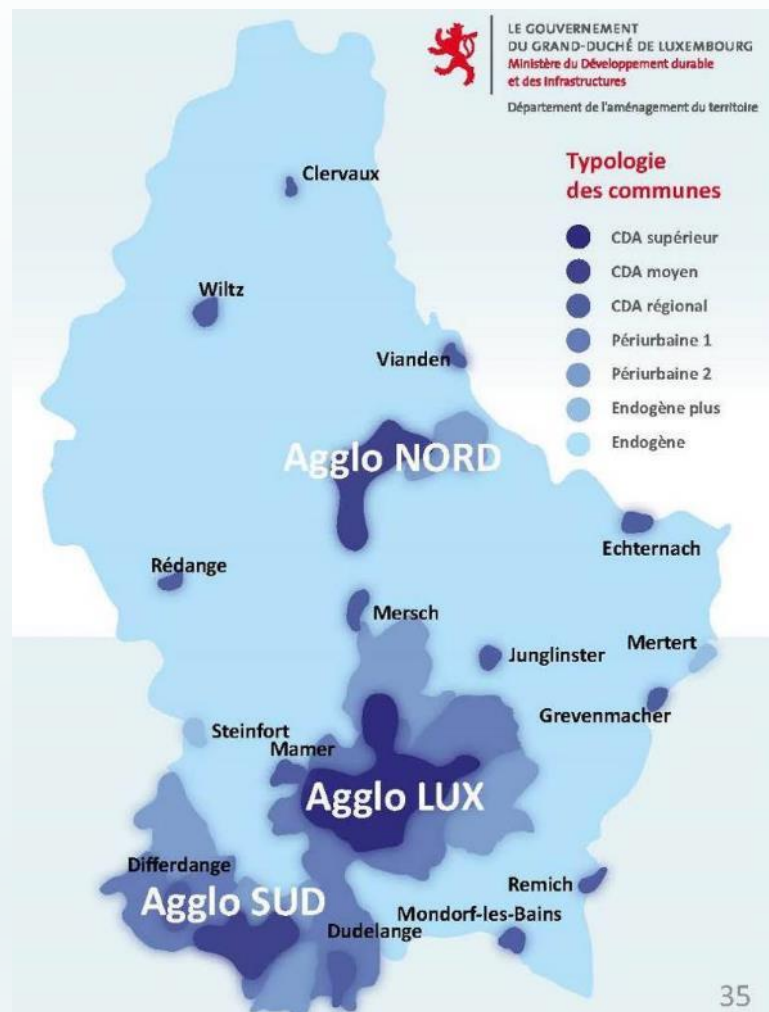 LE GOUVERNEMENT
DU GRAND-DUCHÉ DE LUXEMBOURG
Ministère du Développement durable
et des Infrastructures
Département de l'aménagement du territoire
Typologie
des communes
CDA supérieur
CDA moyen
CDA régional
Périurbaine 1
Périurbaine 2
Endogène plus
Endogène
Clervaux
Wiltz
Vianden
Agglo NORD
Echternach
Rédange
Mersch
Junglinster
Mertert
Grevenmacher
Steinfort
Mamer
Agglo LUX
Differdange
Agglo SUD
Remich
Mondorf-les-Bains
Dudelange
35